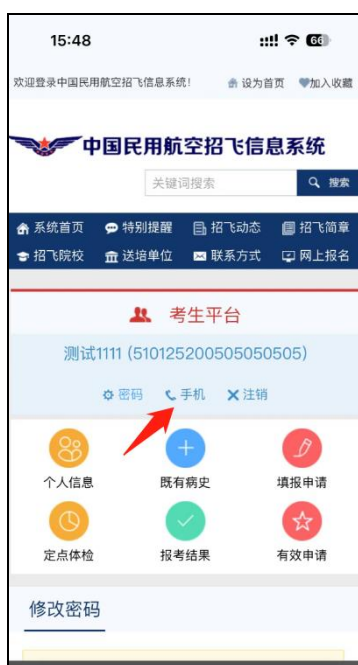 15:48
66
欢迎登录中国民用航空招飞信息系统!
设为首页
加入收藏
中国民用航空招飞信息系统
关键词搜索
搜索
系统首页
特别提醒
招飞动态
招飞简章
招飞院校
送培单位
联系方式
网上报名
考生平台
测试1111 (510125200505050505)
密码
手机
注销
个人信息
既有病史
填报申请
定点体检
报考结果
有效申请
修改密码